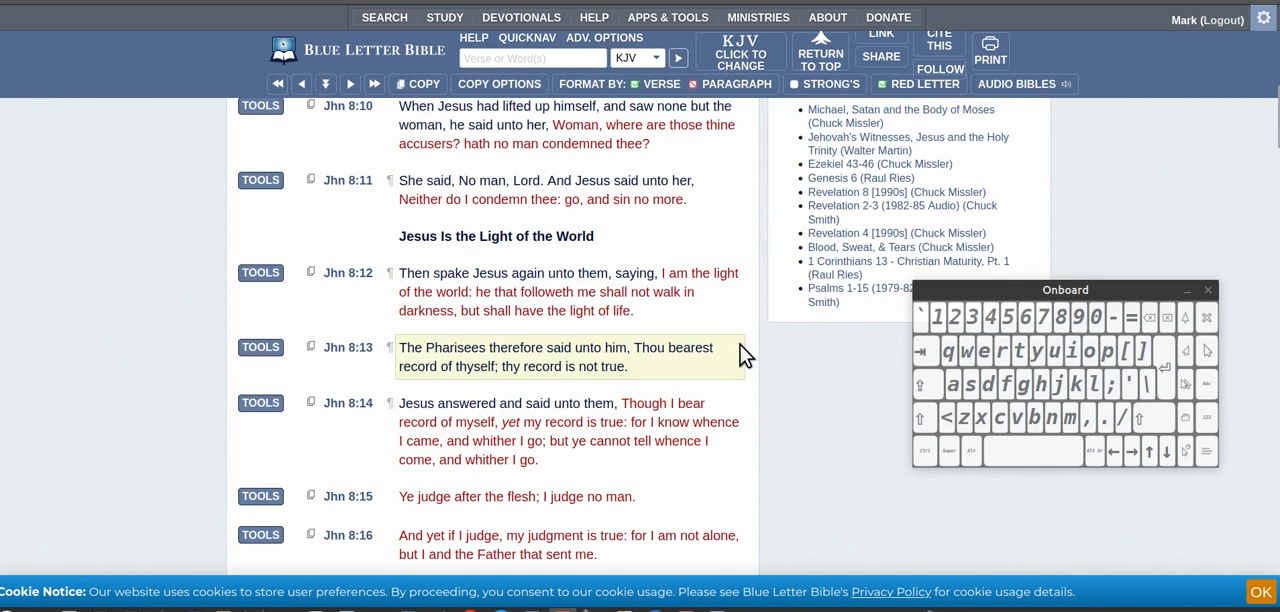 SEARCH STUDY DEVOTIONALS HELP APPS & TOOLS MINISTRIES ABOUT DONATE
Mark (Logout)
BLUE LETTER BIBLE
HELP QUICKNAV ADV. OPTIONS
Verse or Word(s) KJV
KJV
CLICK TO
CHANGE
RETURN
TO TOP
LINK
SHARE
CITE
THIS
FOLLOW
PRINT
COPY COPY OPTIONS FORMAT BY: VERSE PARAGRAPH STRONG'S RED LETTER AUDIO BIBLES
TOOLS Jhn 8:10 When Jesus had lifted up himself, and saw none but the
woman, he said unto her, Woman, where are those thine
accusers? hath no man condemned thee?
TOOLS Jhn 8:11 ¶ She said, No man, Lord. And Jesus said unto her,
Neither do I condemn thee: go, and sin no more.
Jesus Is the Light of the World
TOOLS Jhn 8:12 ¶ Then spake Jesus again unto them, saying, I am the light
of the world: he that followeth me shall not walk in
darkness, but shall have the light of life.
TOOLS Jhn 8:13 ¶ The Pharisees therefore said unto him, Thou bearest
record of thyself; thy record is not true.
TOOLS Jhn 8:14 ¶ Jesus answered and said unto them, Though I bear
record of myself, yet my record is true: for I know whence
I came, and whither I go; but ye cannot tell whence I
come, and whither I go.
TOOLS Jhn 8:15 Ye judge after the flesh; I judge no man.
TOOLS Jhn 8:16 And yet if I judge, my judgment is true: for I am not alone,
but I and the Father that sent me.
Michael, Satan and the Body of Moses
(Chuck Missler)
Jehovah's Witnesses, Jesus and the Holy
Trinity (Walter Martin)
Ezekiel 43-46 (Chuck Missler)
Genesis 6 (Raul Ries)
Revelation 8 [1990s] (Chuck Missler)
Revelation 2-3 (1982-85 Audio) (Chuck
Smith)
Revelation 4 [1990s] (Chuck Missler)
Blood, Sweat, & Tears (Chuck Missler)
1 Corinthians 13 - Christian Maturity, Pt. 1
(Raul Ries)
Psalms 1-15 (1979-82
Smith)
Onboard
` 1 2 3 4 5 6 7 8 9 0 - =
q w e r t y u i o p [ ]
a s d f g h j k l ; ' \ Abc
< z x c v b n m , . / 123
Ctrl Super Alt Alt Gr
Cookie Notice: Our website uses cookies to store user preferences. By proceeding, you consent to our cookie usage. Please see Blue Letter Bible's Privacy Policy for cookie usage details.
OK